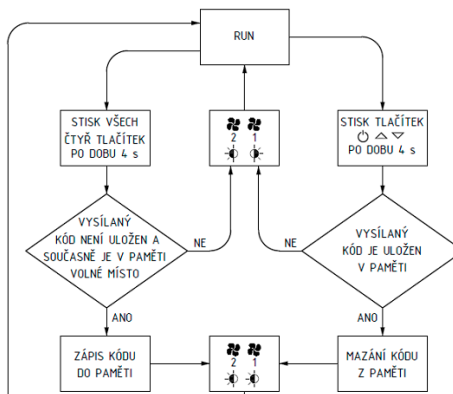 RUN
STISK VŠECH
ČTYŘ TLAČÍTEK
PO DOBU 4 s
2 1
STISK TLAČÍTEK
PO DOBU 4 s
VYSÍLANÝ
KÓD NENÍ ULOŽEN A
SOUČASNĚ JE V PAMĚTI
VOLNÉ MÍSTO
NE
NE
VYSÍLANÝ
KÓD JE ULOŽEN
V PAMĚTI
ANO
ANO
ZÁPIS KÓDU
DO PAMĚTI
2 1
MAZÁNÍ KÓDU
Z PAMĚTI